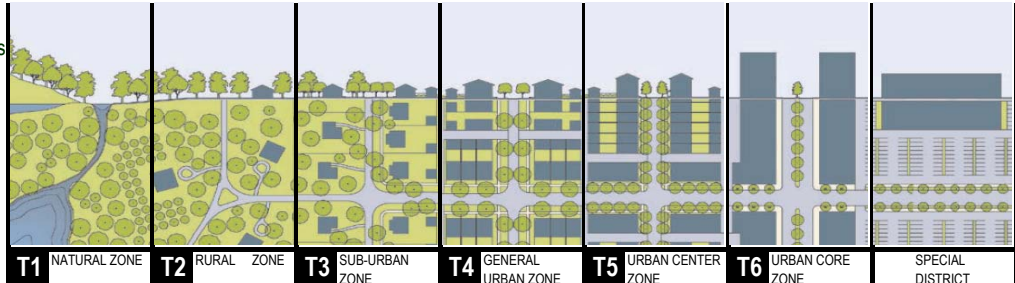 S
T1 NATURAL ZONE T2 RURAL ZONE T3 SUB-URBAN T4 GENERAL T5 URBAN CENTER T6 URBAN CORE SPECIAL
ZONE URBAN ZONE ZONE ZONE DISTRICT